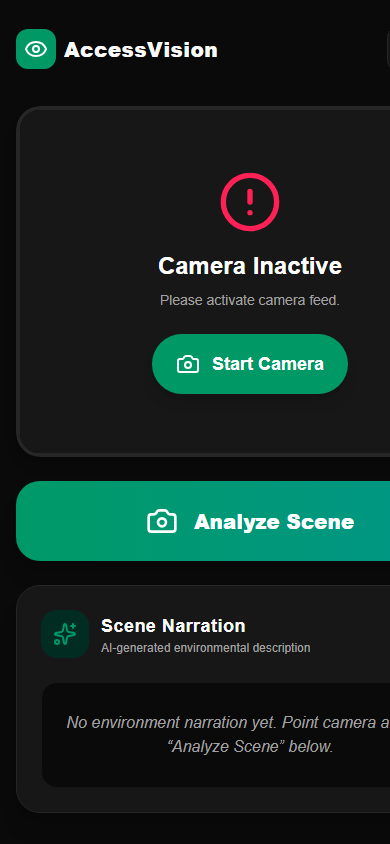 AccessVision
Camera Inactive
Please activate camera feed.
Start Camera
Analyze Scene
Scene Narration
AI-generated environmental description
No environment narration yet. Point camera a
“Analyze Scene” below.